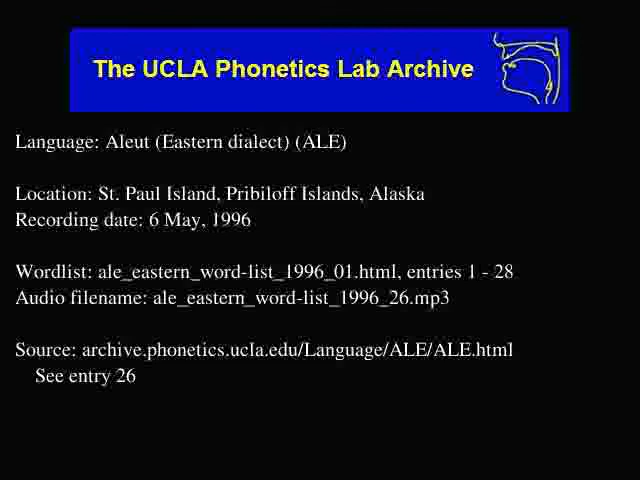 The UCLA Phonetics Lab Archive
Language: Aleut (Eastern dialect) (ALE)
Location: St. Paul Island, Pribiloff Islands, Alaska
Recording date: 6 May, 1996
Wordlist: ale_eastern_word-list_1996_01.html, entries 1 - 28
Audio filename: ale_eastern_word-list_1996_26.mp3
Source: archive.phonetics.ucla.edu/Language/ALE/ALE.html
See entry 26